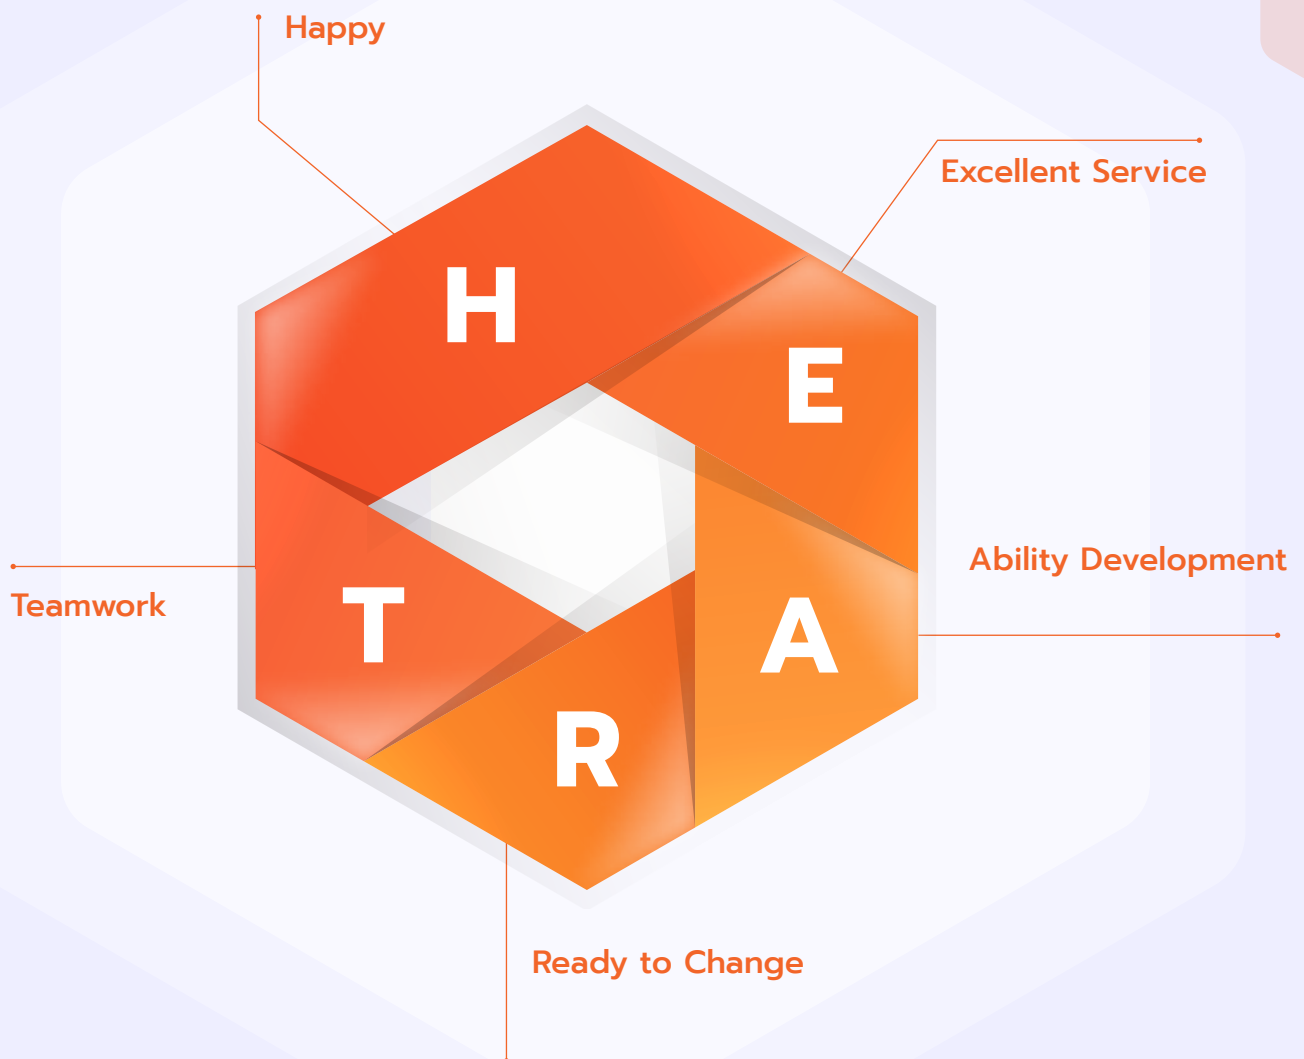 Happy
Excellent Service
H
E
Ability Development
Teamwork
T
A
R
Ready to Change